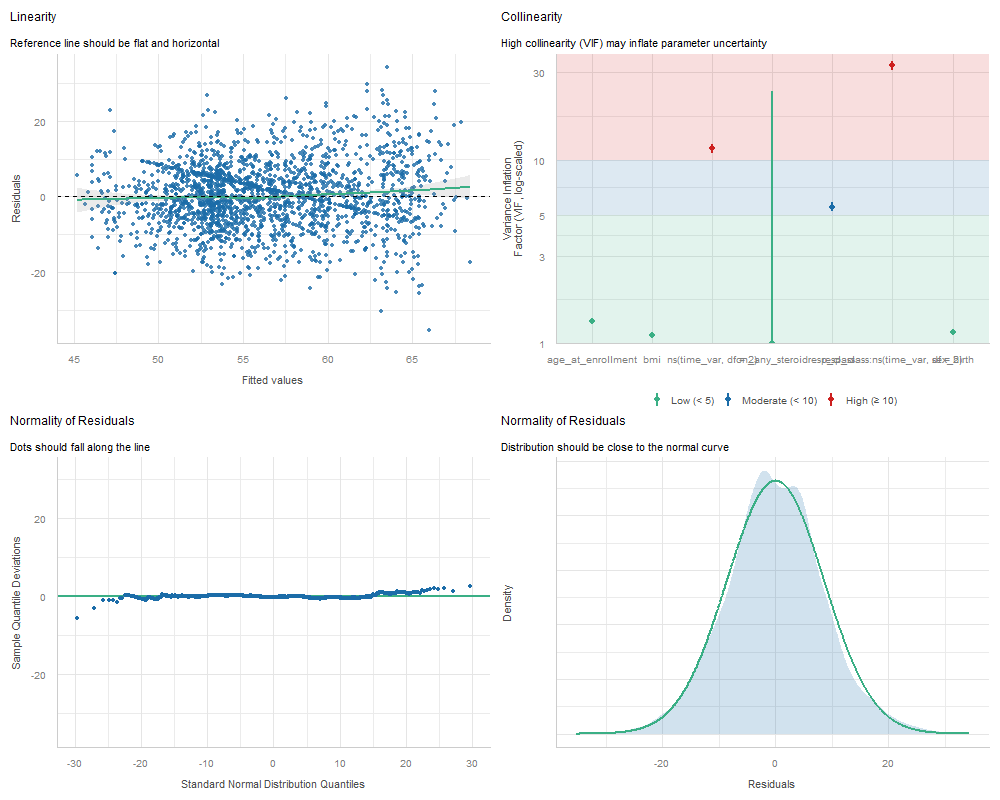 Linearity
Reference line should be flat and horizontal
Residuals
20
0
-20
45
50
55
60
65
Fitted values
Collinearity
High collinearity (VIF) may inflate parameter uncertainty
Variance Inflation
Factor (VIF, log-scaled)
30
10
5
3
1
age_at_enrollment bmi ns(time_var,
Low (< 5)
Moderate (< 10)
High (≥ 10)
Normality of Residuals
Dots should fall along the line
Sample Quantile Deviations
20
0
-20
-30
-20
-10
0
10
20
30
Standard Normal Distribution Quantiles
Normality of Residuals
Distribution should be close to the normal curve
Density
-20
0
20
Residuals